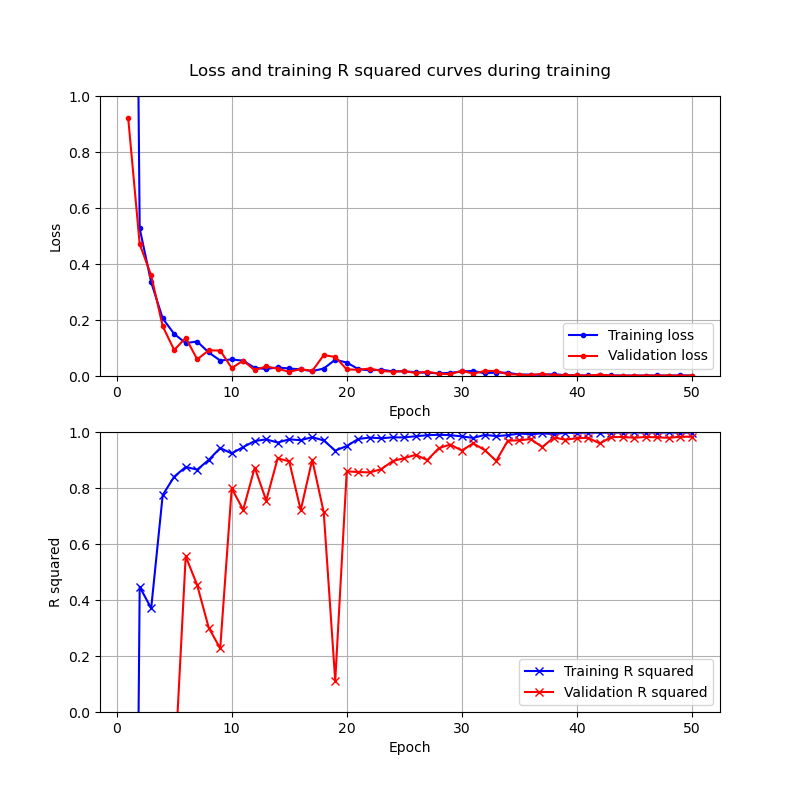 Loss and training R squared curves during training
1.0
0.8
0.6
0.4
0.2
0.0
Loss
Training loss
Validation loss
0 10 20 30 40 50
Epoch
1.0
0.8
0.6
0.4
0.2
0.0
R squared
Training R squared
Validation R squared
0 10 20 30 40 50
Epoch